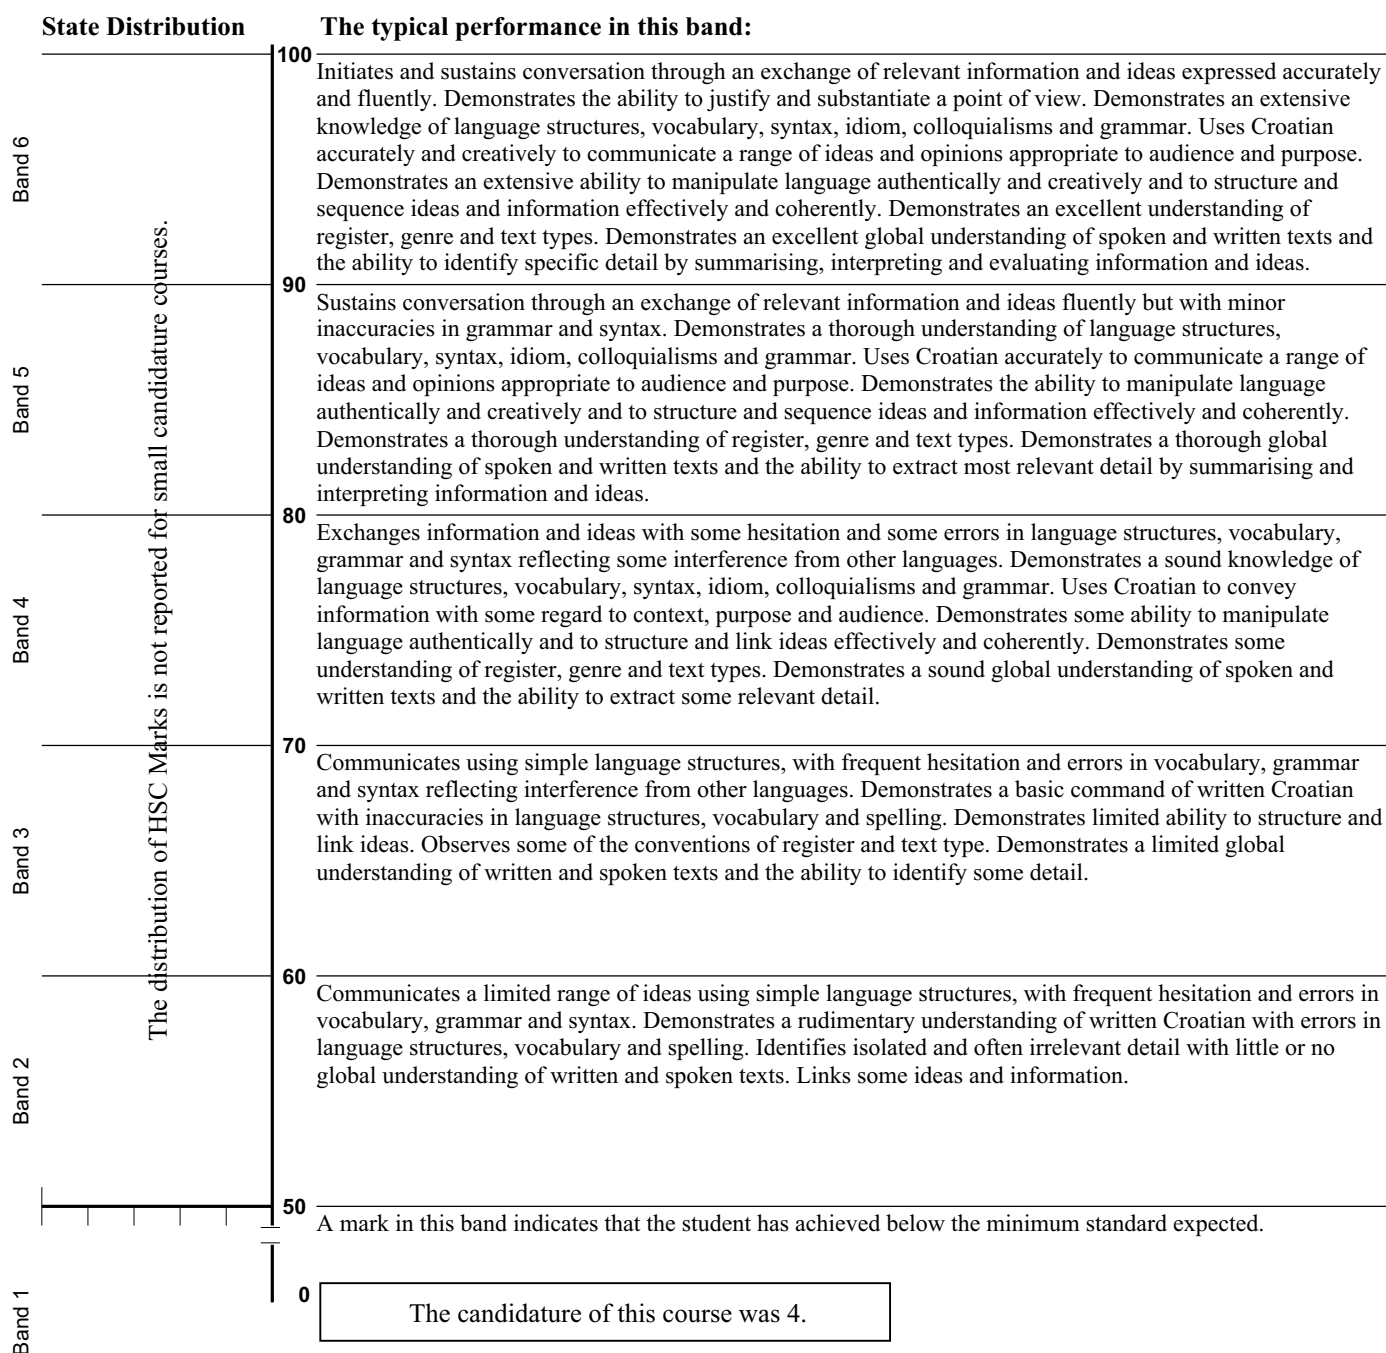 State Distribution
The typical performance in this band:
100
Band 6
Initiates and sustains conversation through an exchange of relevant information and ideas expressed accurately
and fluently. Demonstrates the ability to justify and substantiate a point of view. Demonstrates an extensive
knowledge of language structures, vocabulary, syntax, idiom, colloquialisms and grammar. Uses Croatian
accurately and creatively to communicate a range of ideas and opinions appropriate to audience and purpose.
Demonstrates an extensive ability to manipulate language authentically and creatively and to structure and
sequence ideas and information effectively and coherently. Demonstrates an excellent understanding of
register, genre and text types. Demonstrates an excellent global understanding of spoken and written texts and
the ability to identify specific detail by summarising, interpreting and evaluating information and ideas.
The distribution of HSC Marks is not reported for small candidature courses.
90
Band 5
Sustains conversation through an exchange of relevant information and ideas fluently but with minor
inaccuracies in grammar and syntax. Demonstrates a thorough understanding of language structures,
vocabulary, syntax, idiom, colloquialisms and grammar. Uses Croatian accurately to communicate a range of
ideas and opinions appropriate to audience and purpose. Demonstrates the ability to manipulate language
authentically and creatively and to structure and sequence ideas and information effectively and coherently.
Demonstrates a thorough understanding of register, genre and text types. Demonstrates a thorough global
understanding of spoken and written texts and the ability to extract most relevant detail by summarising and
interpreting information and ideas.
80
Band 4
Exchanges information and ideas with some hesitation and some errors in language structures, vocabulary,
grammar and syntax reflecting some interference from other languages. Demonstrates a sound knowledge of
language structures, vocabulary, syntax, idiom, colloquialisms and grammar. Uses Croatian to convey
information with some regard to context, purpose and audience. Demonstrates some ability to manipulate
language authentically and to structure and link ideas effectively and coherently. Demonstrates some
understanding of register, genre and text types. Demonstrates a sound global understanding of spoken and
written texts and the ability to extract some relevant detail.
70
Band 3
Communicates using simple language structures, with frequent hesitation and errors in vocabulary, grammar
and syntax reflecting interference from other languages. Demonstrates a basic command of written Croatian
with inaccuracies in language structures, vocabulary and spelling. Demonstrates limited ability to structure and
link ideas. Observes some of the conventions of register and text type. Demonstrates a limited global
understanding of written and spoken texts and the ability to identify some detail.
60
Band 2
Communicates a limited range of ideas using simple language structures, with frequent hesitation and errors in
vocabulary, grammar and syntax. Demonstrates a rudimentary understanding of written Croatian with errors in
language structures, vocabulary and spelling. Identifies isolated and often irrelevant detail with little or no
global understanding of written and spoken texts. Links some ideas and information.
50
A mark in this band indicates that the student has achieved below the minimum standard expected.
0
Band 1
The candidature of this course was 4.